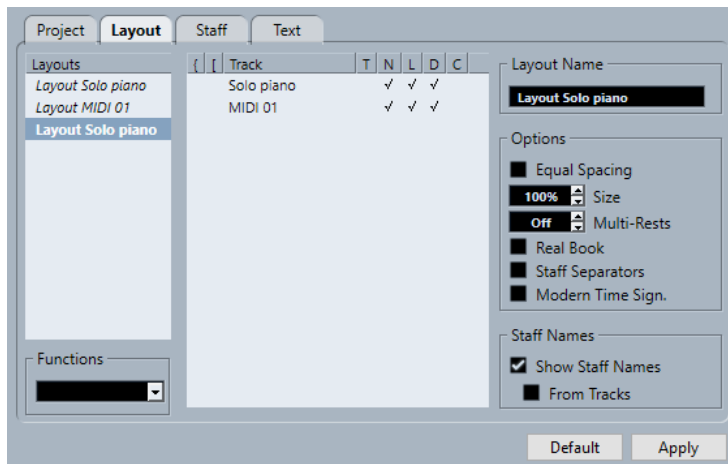 Project Layout Staff Text
Layouts
Layout Solo piano
Layout MIDI 01
Layout Solo piano
Functions
{ [ Track T N L D C
Solo piano √ √ √
MIDI 01 √ √ √
Layout Name
Layout Solo piano
Options
Equal Spacing
100% Size
Off Multi-Rests
Real Book
Staff Separators
Modern Time Sign.
Staff Names
Show Staff Names
From Tracks
Default Apply